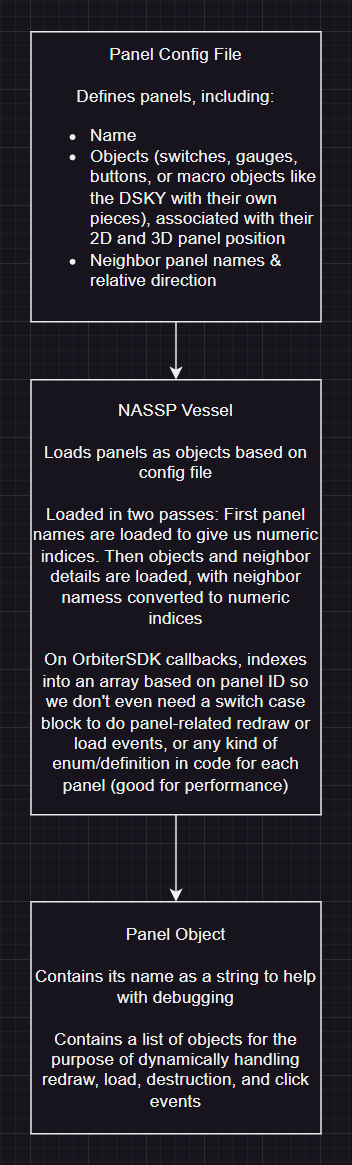 Panel Config File
Defines panels, including:
Name
Objects (switches, gauges,
buttons, or macro objects like
the DSKY with their own
pieces), associated with their
2D and 3D panel position
Neighbor panel names &
relative direction
NASSP Vessel
Loads panels as objects based on
config file
Loaded in two passes: First panel
names are loaded to give us numeric
indices. Then objects and neighbor
details are loaded, with neighbor
namess converted to numeric
indices
On OrbiterSDK callbacks, indexes
into an array based on panel ID so
we don't even need a switch case
block to do panel-related redraw or
load events, or any kind of
enum/definition in code for each
panel (good for performance)
Panel Object
Contains its name as a string to help
with debugging
Contains a list of objects for the
purpose of dynamically handling
redraw, load, destruction, and click
events